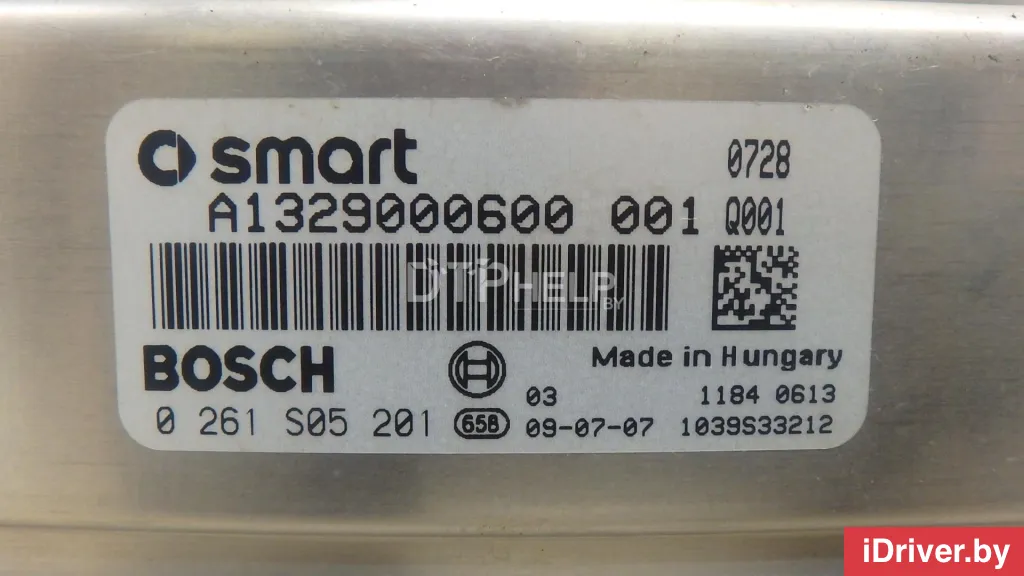 smart 0728
A1329000600 001 Q001
DTPHELP.BY
BOSCH Made in Hungary
03 1184 0613
0 261 S05 201 65B 09-07-07 1039S33212
iDriver.by